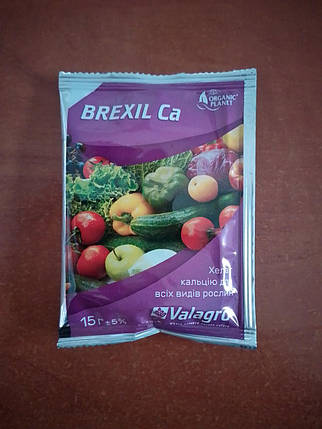 BREXIL Ca
ORGANIC
PLANET
Хелат
кальцію для
всіх видів рослин
15 Г ± 5%
Valagro